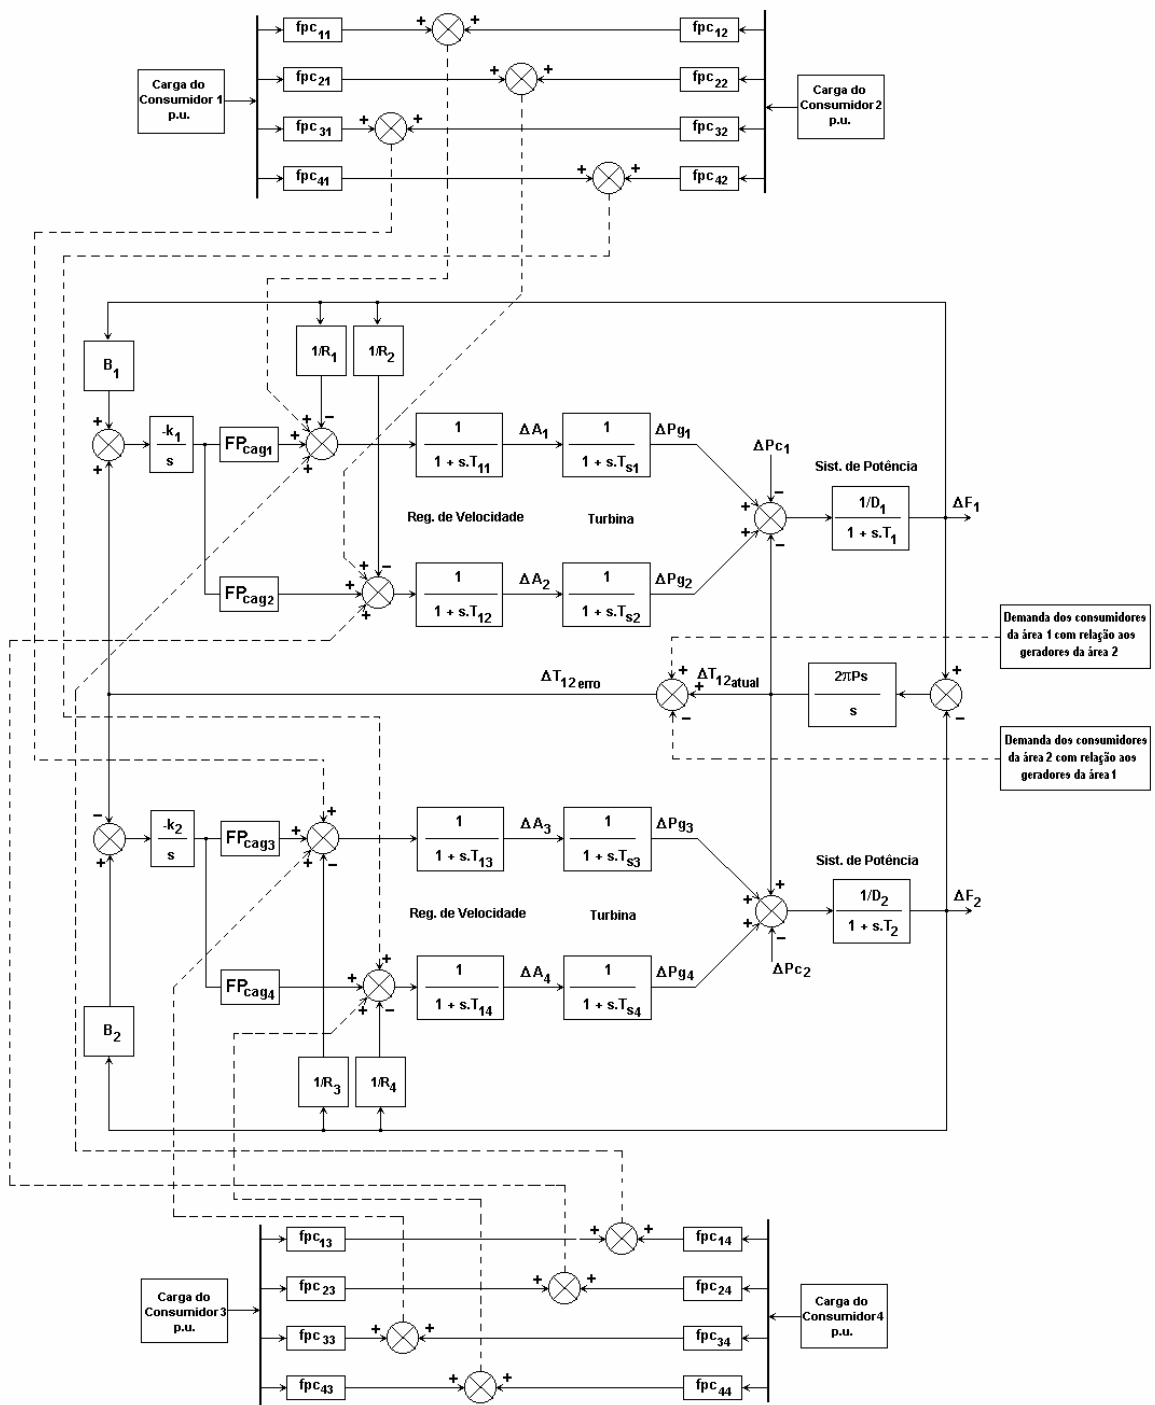 fpc11
fpc12
fpc21
fpc22
fpc31
fpc32
fpc41
fpc42
Carga do
Consumidor 1
p.u.
Carga do
Consumidor 2
p.u.
+ +
+ +
+ +
+ +
B1
1/R1
1/R2
+
+
-k1
s
FPcag1
FPcag2
+
+
+
−
1
1 + s.T11
ΔA1
1
1 + s.Ts1
ΔPg1
Reg. de Velocidade
Turbina
ΔPc1
−
+
+
−
Sist. de Potência
1/D1
1 + s.T1
ΔF1
+
+
+
−
1
1 + s.T12
ΔA2
1
1 + s.Ts2
ΔPg2
Demanda dos consumidores
da área 1 com relação aos
geradores da área 2
ΔT12 erro
+
+
−
ΔT12atual
2πPs
s
+
−
Demanda dos consumidores
da área 2 com relação aos
geradores da área 1
−
+
-k2
s
FPcag3
FPcag4
+
+
+
−
1
1 + s.T13
ΔA3
1
1 + s.Ts3
ΔPg3
Reg. de Velocidade
Turbina
+
+
+
−
ΔPc2
Sist. de Potência
1/D2
1 + s.T2
ΔF2
+
+
+
−
1
1 + s.T14
ΔA4
1
1 + s.Ts4
ΔPg4
B2
1/R3
1/R4
fpc13
fpc14
fpc23
fpc24
fpc33
fpc34
fpc43
fpc44
Carga do
Consumidor 3
p.u.
Carga do
Consumidor 4
p.u.
+ +
+ +
+ +
+ +